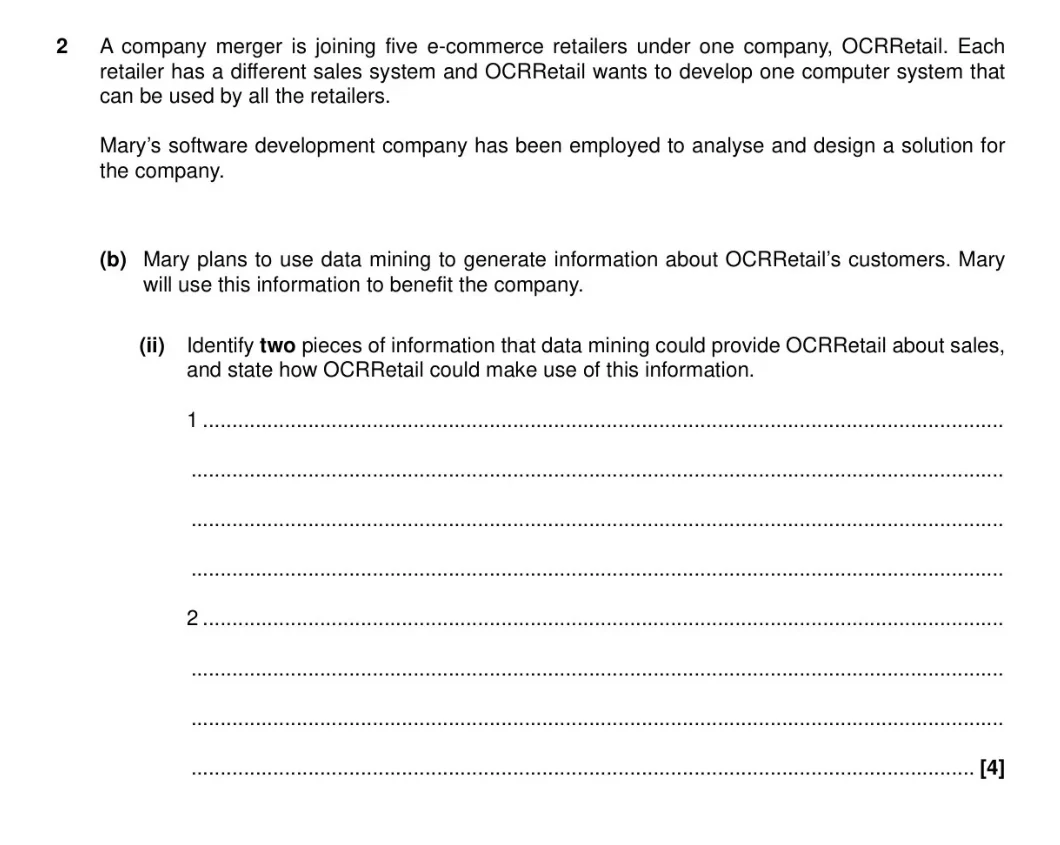 2 A company merger is joining five e-commerce retailers under one company, OCRRetail. Each
retailer has a different sales system and OCRRetail wants to develop one computer system that
can be used by all the retailers.
Mary's software development company has been employed to analyse and design a solution for
the company.
(b) Mary plans to use data mining to generate information about OCRRetail's customers. Mary
will use this information to benefit the company.
(ii) Identify two pieces of information that data mining could provide OCRRetail about sales,
and state how OCRRetail could make use of this information.
1 ........................................................................
........................................................................
........................................................................
........................................................................
2 ........................................................................
........................................................................
........................................................................
........................................................................ [4]